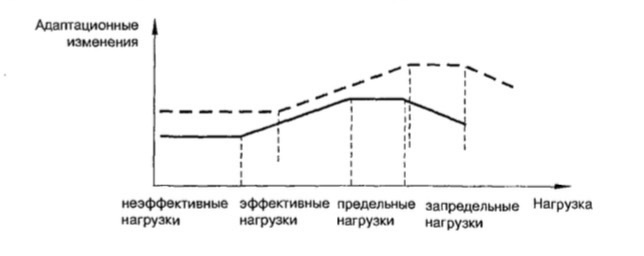 Адаптационные
изменения
неэффективные
нагрузки
эффективные
нагрузки
предельные
нагрузки
запредельные
нагрузки
Нагрузка